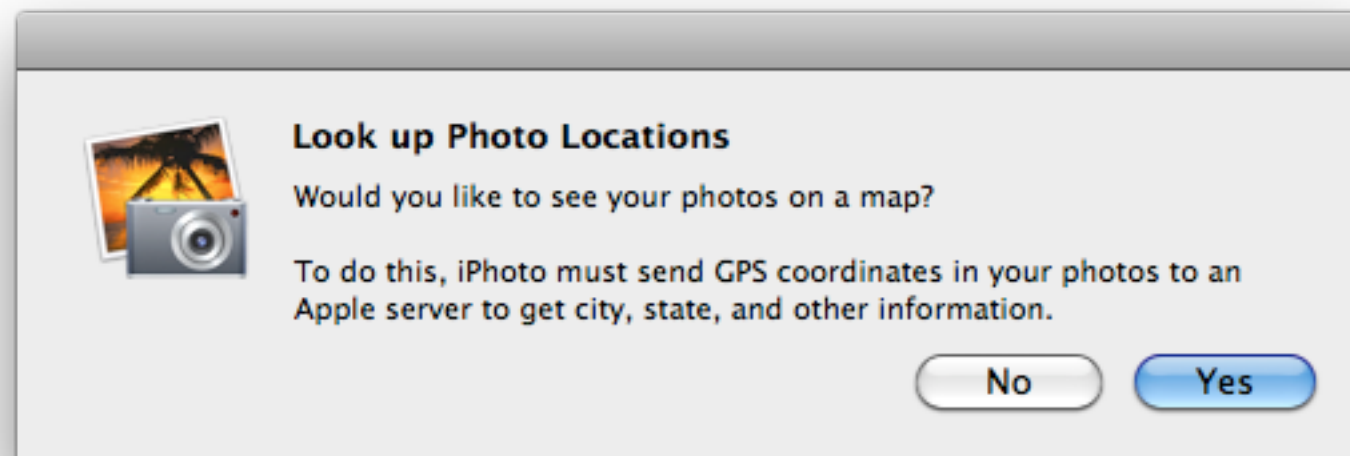 Look up Photo Locations
Would you like to see your photos on a map?
To do this, iPhoto must send GPS coordinates in your photos to an
Apple server to get city, state, and other information.
No Yes